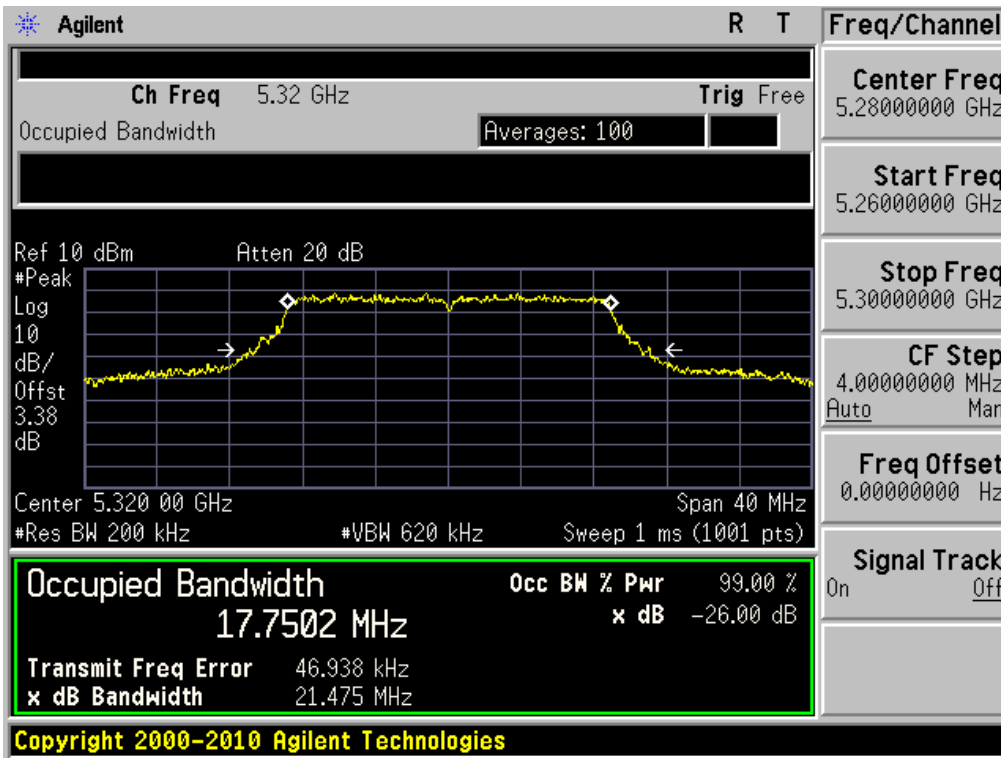 Agilent R T
Ch Freq 5.32 GHz Trig Free
Occupied Bandwidth Averages: 100
Ref 10 dBm Atten 20 dB
#Peak
Log
10
dB/
Offst
3.38
dB
Center 5.320 00 GHz Span 40 MHz
#Res BW 200 kHz #VBW 620 kHz Sweep 1 ms (1001 pts)
Occupied Bandwidth Occ BW % Pwr 99.00 %
17.7502 MHz x dB -26.00 dB
Transmit Freq Error 46.938 kHz
x dB Bandwidth 21.475 MHz
Copyright 2000-2010 Agilent Technologies
Freq/Channel
Center Freq
5.28000000 GHz
Start Freq
5.26000000 GHz
Stop Freq
5.30000000 GHz
CF Step
4.00000000 MHz
Auto Man
Freq Offset
0.00000000 Hz
Signal Track
On Off